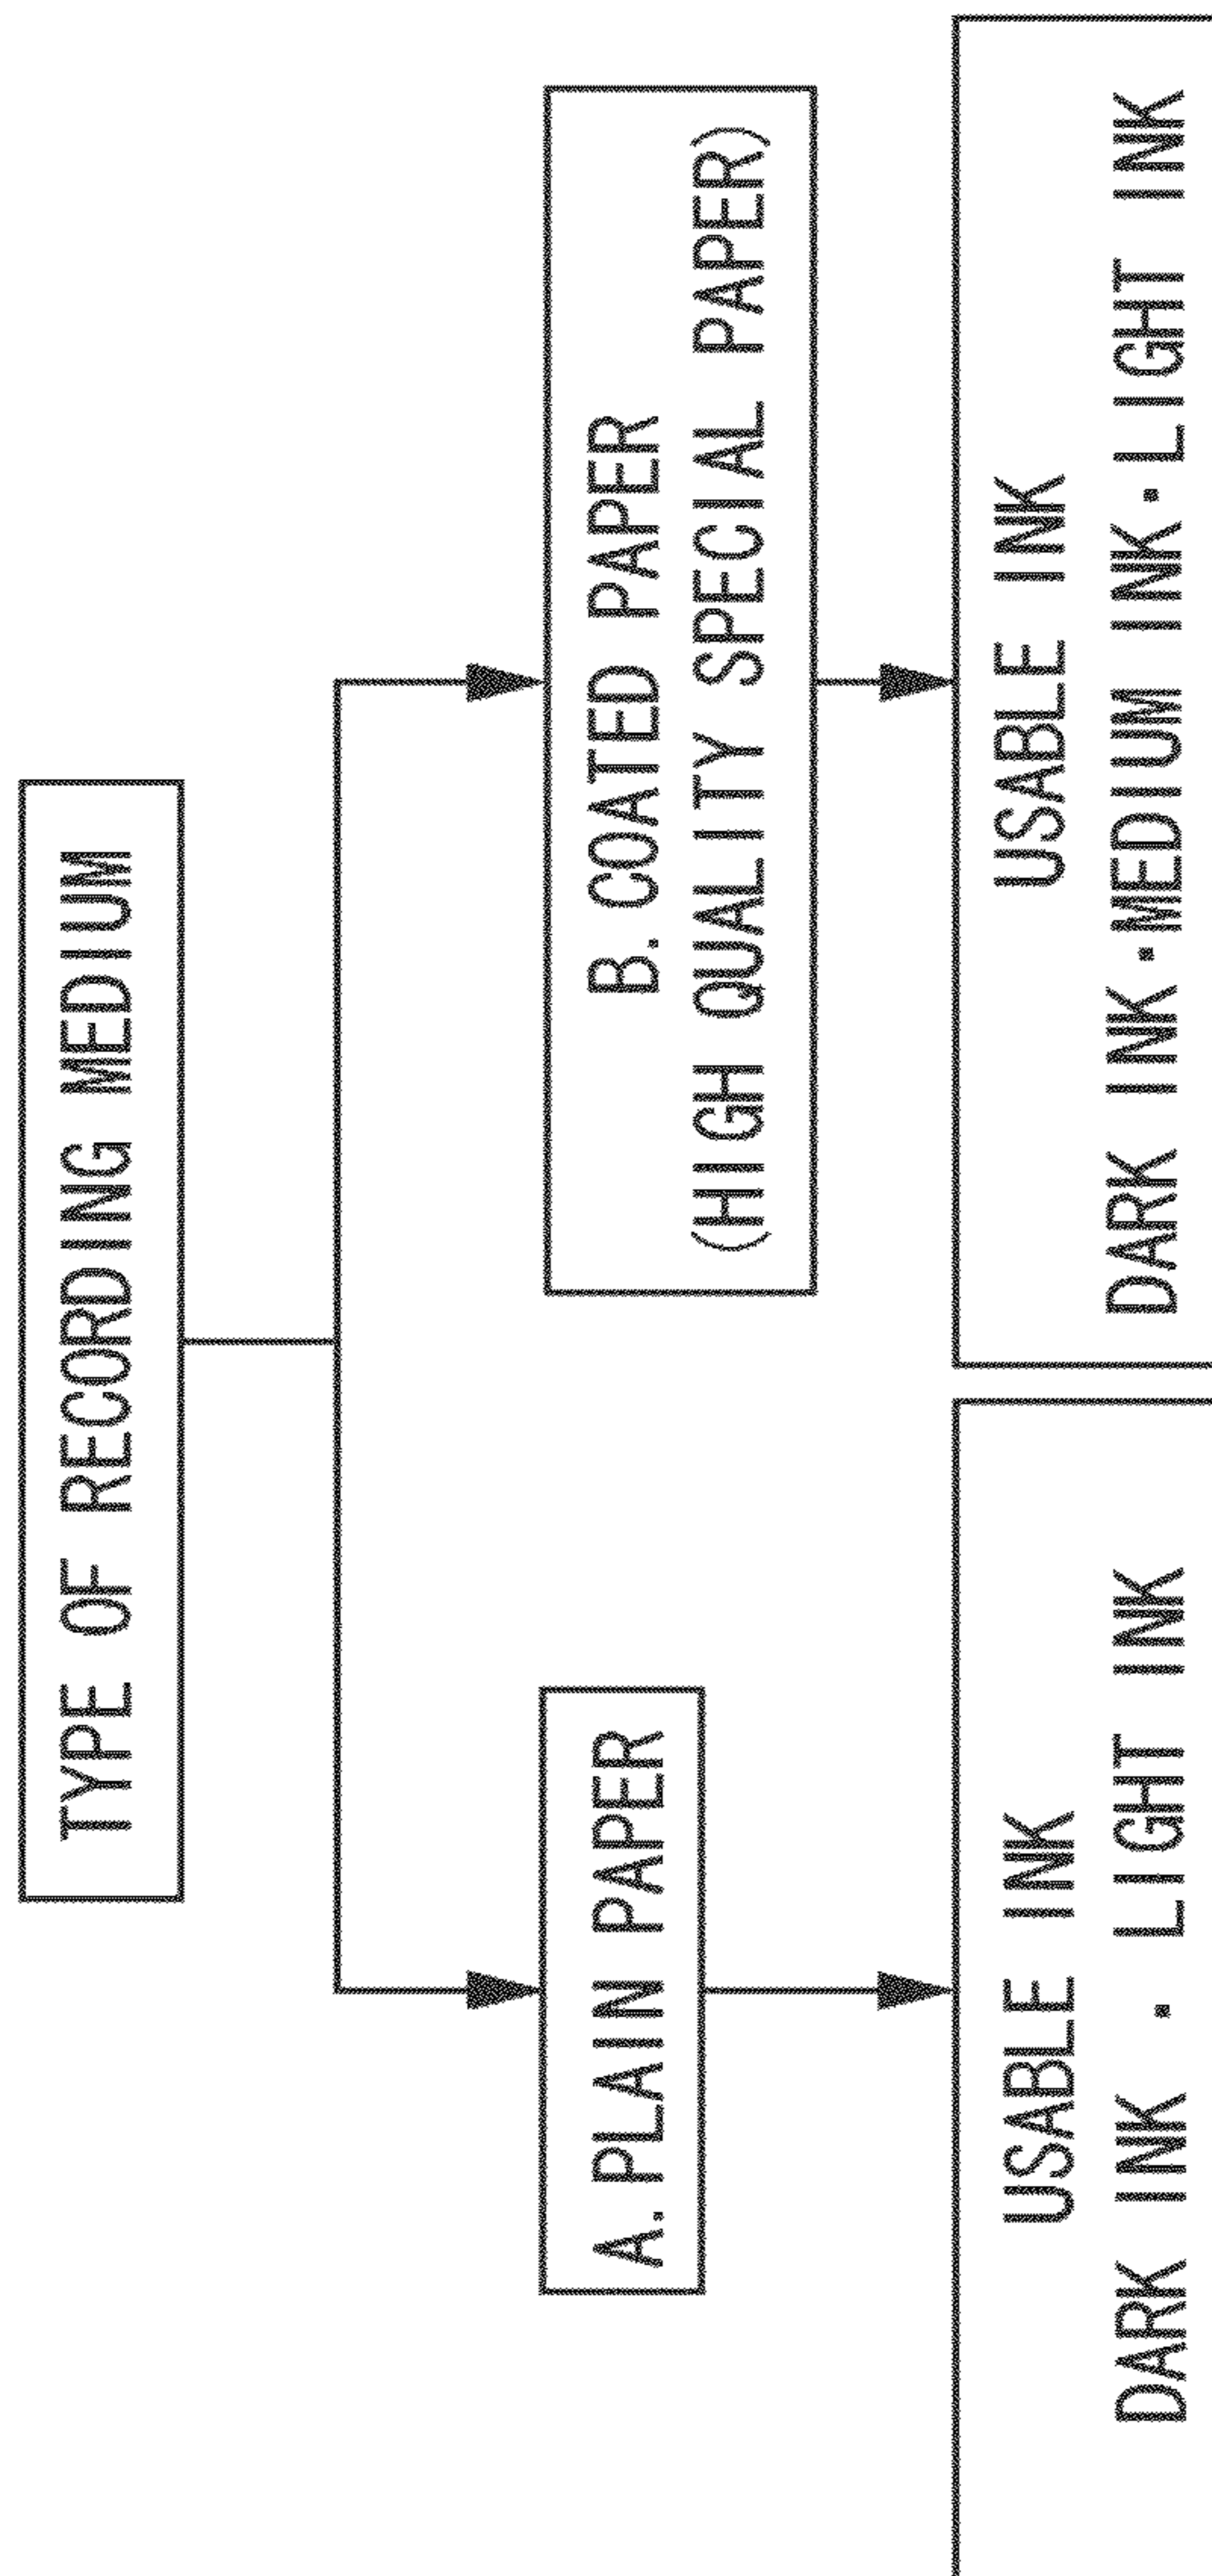 TYPE OF RECORDING MEDIUM
A. PLAIN PAPER
B. COATED PAPER
(HIGH QUALITY SPECIAL PAPER)
USABLE INK
DARK INK · LIGHT INK
USABLE INK
DARK INK·MEDIUM INK·LIGHT INK